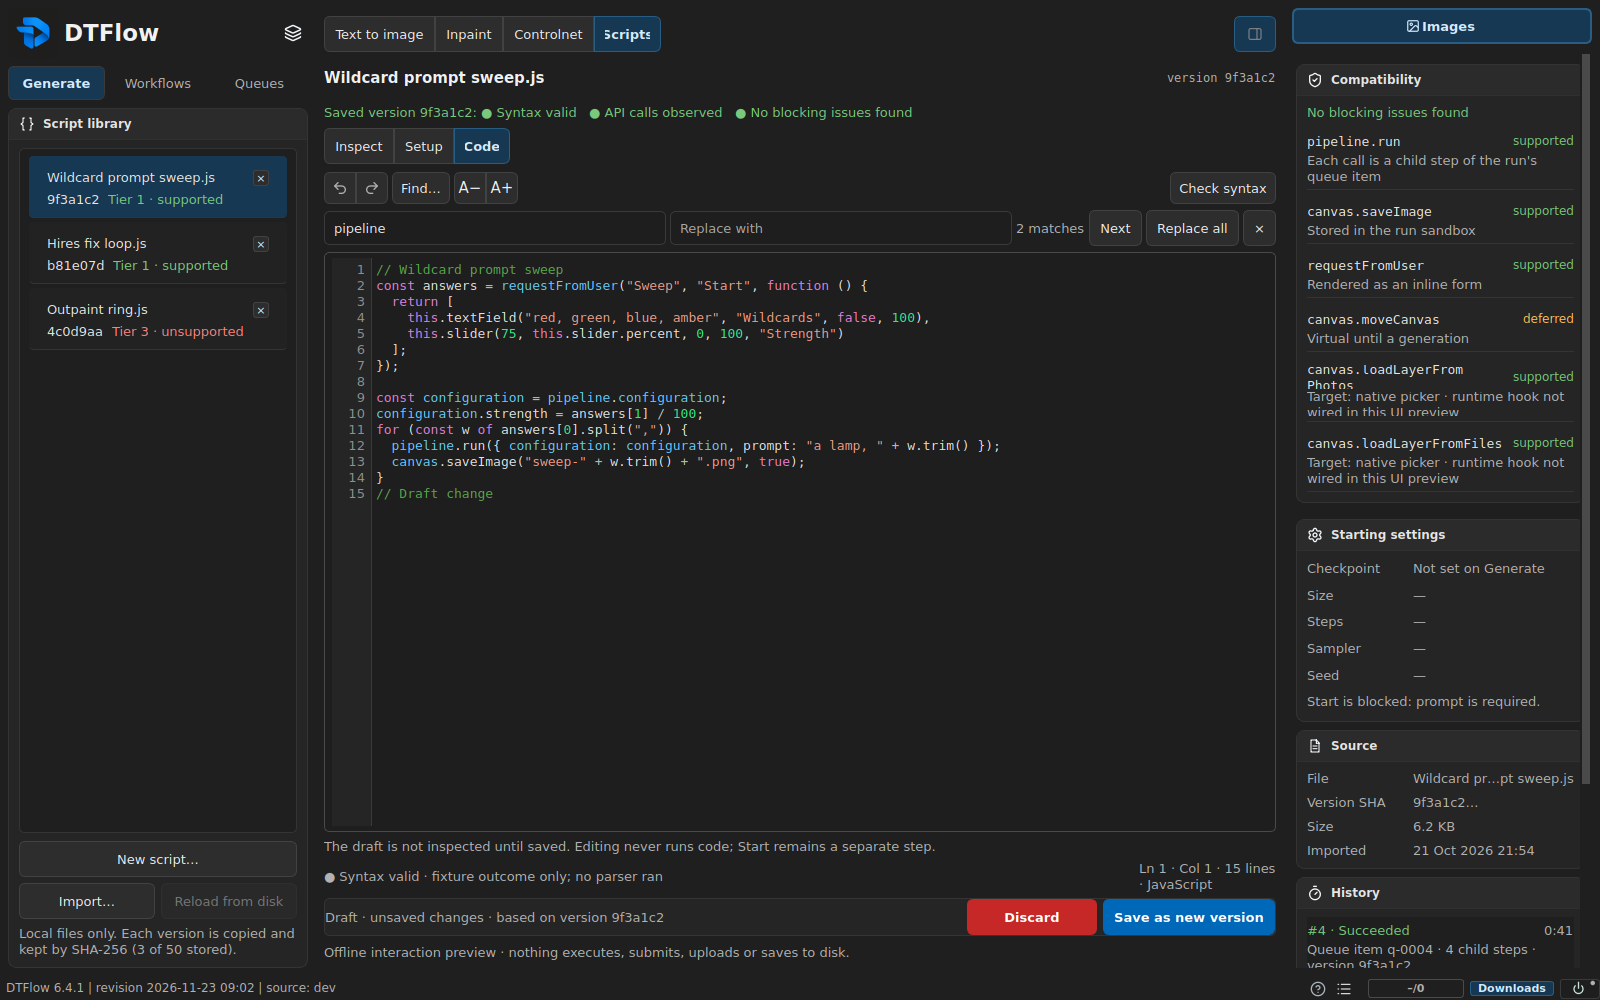 DTFlow
Generate
Workflows
Queues
Script library
Wildcard prompt sweep.js
9f3a1c2 Tier 1 · supported
Hires fix loop.js
b81e07d Tier 1 · supported
Outpaint ring.js
4c0d9aa Tier 3 · unsupported
New script...
Import...
Reload from disk
Local files only. Each version is copied and
kept by SHA-256 (3 of 50 stored).
Text to image
Inpaint
Controlnet
Scripts
Wildcard prompt sweep.js
version 9f3a1c2
Saved version 9f3a1c2: ● Syntax valid ● API calls observed ● No blocking issues found
Inspect
Setup
Code
Find...
A−
A+
Check syntax
pipeline
Replace with
2 matches
Next
Replace all
×
1 // Wildcard prompt sweep
2 const answers = requestFromUser("Sweep", "Start", function () {
3 return [
4 this.textField("red, green, blue, amber", "Wildcards", false, 100),
5 this.slider(75, this.slider.percent, 0, 100, "Strength")
6 ];
7 });
8
9 const configuration = pipeline.configuration;
10 configuration.strength = answers[1] / 100;
11 for (const w of answers[0].split(",")) {
12 pipeline.run({ configuration: configuration, prompt: "a lamp, " + w.trim() });
13 canvas.saveImage("sweep-" + w.trim() + ".png", true);
14 }
15 // Draft change
The draft is not inspected until saved. Editing never runs code; Start remains a separate step.
● Syntax valid · fixture outcome only; no parser ran
Ln 1 · Col 1 · 15 lines
· JavaScript
Draft · unsaved changes · based on version 9f3a1c2
Discard
Save as new version
Offline interaction preview · nothing executes, submits, uploads or saves to disk.
Images
Compatibility
No blocking issues found
pipeline.run supported
Each call is a child step of the run's
queue item
canvas.saveImage supported
Stored in the run sandbox
requestFromUser supported
Rendered as an inline form
canvas.moveCanvas deferred
Virtual until a generation
canvas.loadLayerFrom
Photos supported
Target: native picker · runtime hook not
wired in this UI preview
canvas.loadLayerFromFiles supported
Target: native picker · runtime hook not
wired in this UI preview
Starting settings
Checkpoint Not set on Generate
Size —
Steps —
Sampler —
Seed —
Start is blocked: prompt is required.
Source
File Wildcard pr...pt sweep.js
Version SHA 9f3a1c2...
Size 6.2 KB
Imported 21 Oct 2026 21:54
History
#4 · Succeeded 0:41
Queue item q-0004 · 4 child steps ·
version 9f3a1c2
DTFlow 6.4.1 | revision 2026-11-23 09:02 | source: dev
-/0
Downloads